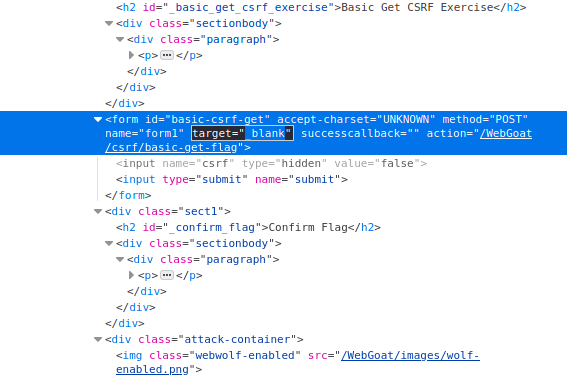 <h2 id="_basic_get_csrf_exercise">Basic Get CSRF Exercise</h2>
<div class="sectionbody">
<div class="paragraph">
<p>…</p>
</div>
</div>
</div>
<form id="basic-csrf-get" accept-charset="UNKNOWN" method="POST"
name="form1" target="_blank" successcallback="" action="/WebGoat
/csrf/basic-get-flag">
<input name="csrf" type="hidden" value="false">
<input type="submit" name="submit">
</form>
<div class="sect1">
<h2 id="_confirm_flag">Confirm Flag</h2>
<div class="sectionbody">
<div class="paragraph">
<p>…</p>
</div>
</div>
</div>
<div class="attack-container">
<img class="webwolf-enabled" src="/WebGoat/images/wolf-
enabled.png">